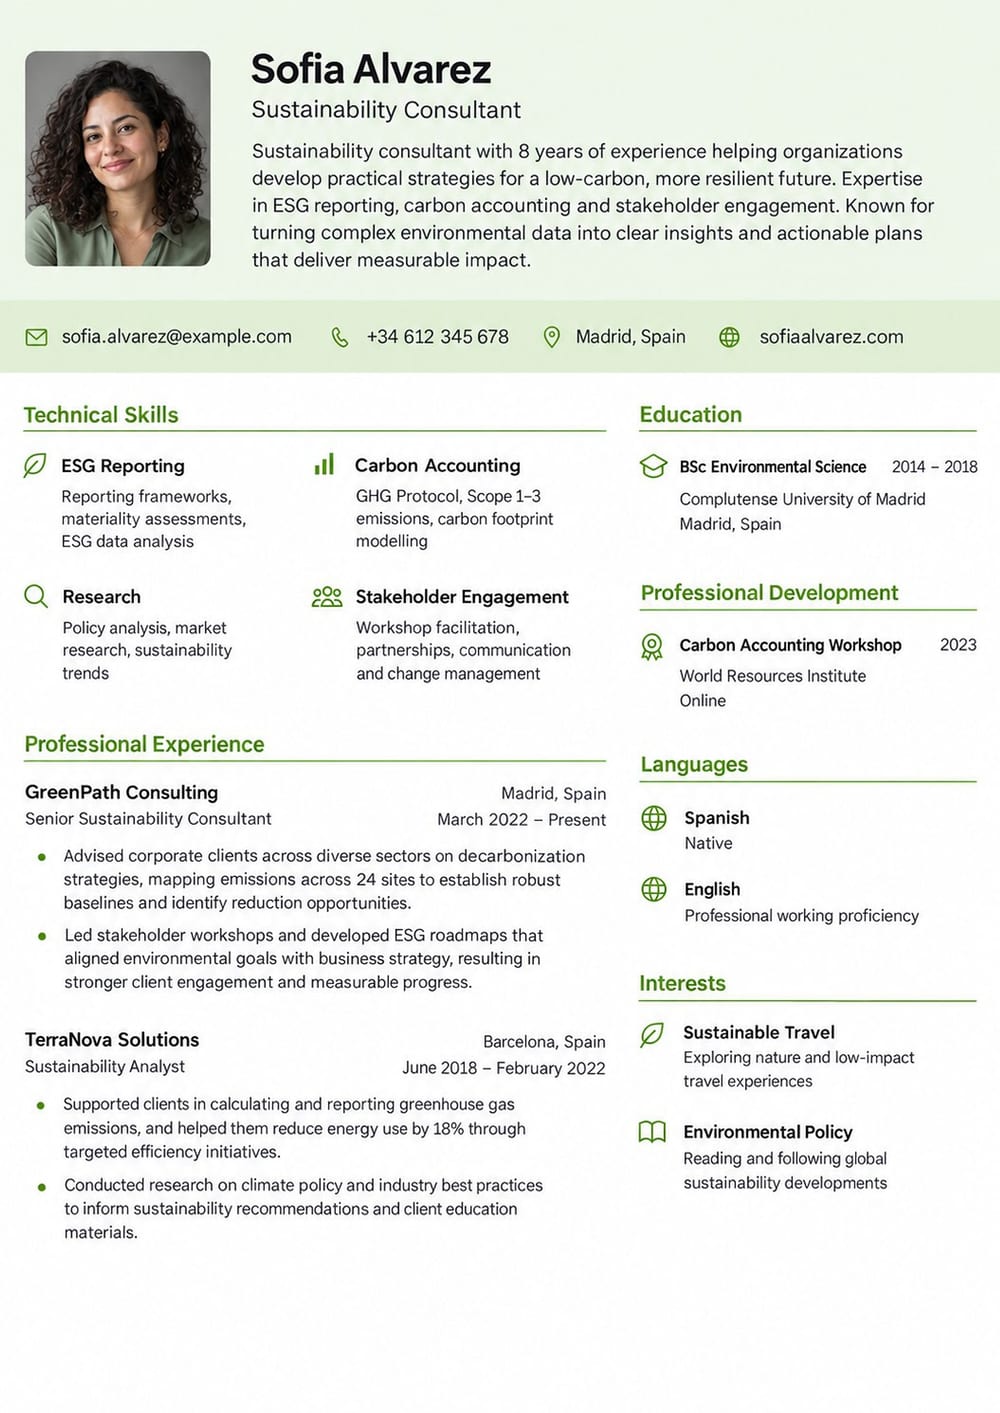 Sofia Alvarez
Sustainability Consultant
Sustainability consultant with 8 years of experience helping organizations
develop practical strategies for a low-carbon, more resilient future. Expertise
in ESG reporting, carbon accounting and stakeholder engagement. Known for
turning complex environmental data into clear insights and actionable plans
that deliver measurable impact.
sofia.alvarez@example.com +34 612 345 678 Madrid, Spain sofiaalvarez.com
Technical Skills
ESG Reporting
Reporting frameworks,
materiality assessments,
ESG data analysis
Carbon Accounting
GHG Protocol, Scope 1–3
emissions, carbon footprint
modelling
Research
Policy analysis, market
research, sustainability
trends
Stakeholder Engagement
Workshop facilitation,
partnerships, communication
and change management
Professional Experience
GreenPath Consulting Madrid, Spain
Senior Sustainability Consultant March 2022 – Present
• Advised corporate clients across diverse sectors on decarbonization
strategies, mapping emissions across 24 sites to establish robust
baselines and identify reduction opportunities.
• Led stakeholder workshops and developed ESG roadmaps that
aligned environmental goals with business strategy, resulting in
stronger client engagement and measurable progress.
TerraNova Solutions Barcelona, Spain
Sustainability Analyst June 2018 – February 2022
• Supported clients in calculating and reporting greenhouse gas
emissions, and helped them reduce energy use by 18% through
targeted efficiency initiatives.
• Conducted research on climate policy and industry best practices
to inform sustainability recommendations and client education
materials.
Education
BSc Environmental Science 2014 – 2018
Complutense University of Madrid
Madrid, Spain
Professional Development
Carbon Accounting Workshop 2023
World Resources Institute
Online
Languages
Spanish
Native
English
Professional working proficiency
Interests
Sustainable Travel
Exploring nature and low-impact
travel experiences
Environmental Policy
Reading and following global
sustainability developments